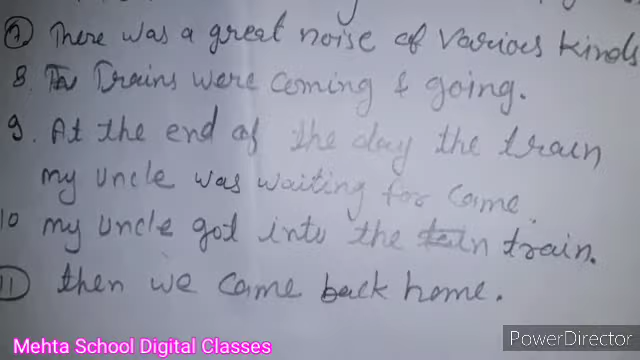 7 There was a great noise of various kinds
8. Trains were coming & going.
9. At the end of the day the train
my uncle was waiting for came.
10 my uncle got into the train.
11 then we came back home.
Mehta School Digital Classes
PowerDirector